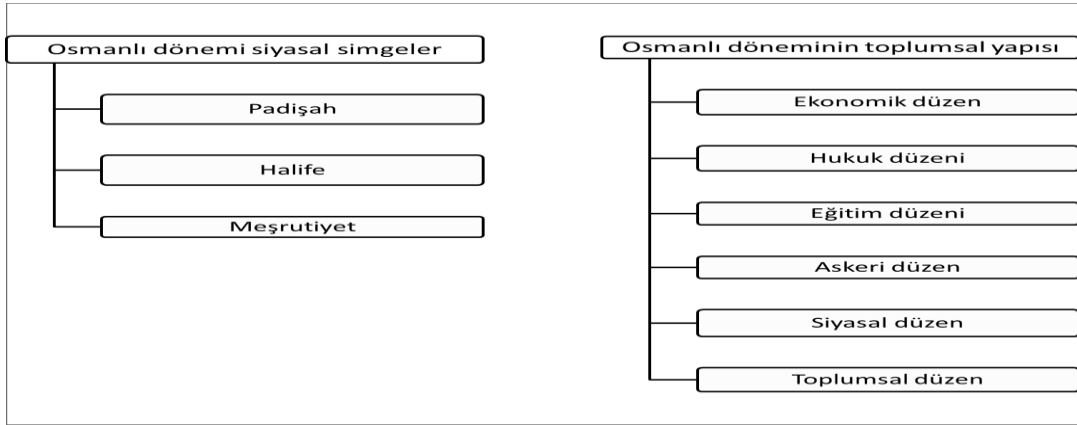 Osmanlı dönemi siyasal simgeler
Padişah
Halife
Meşrutiyet
Osmanlı döneminin toplumsal yapısı
Ekonomik düzen
Hukuk düzeni
Eğitim düzeni
Askeri düzen
Siyasal düzen
Toplumsal düzen